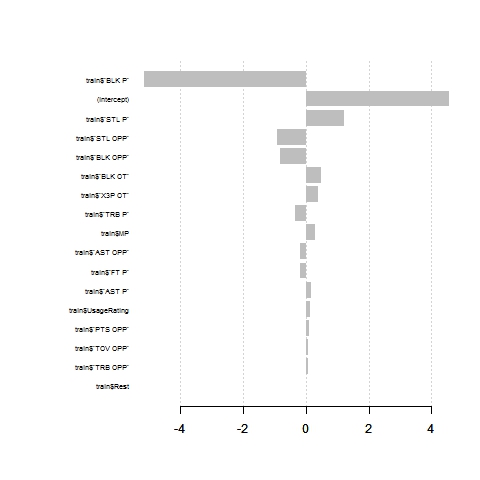 train$`BLK P`
(Intercept)
train$`STL P`
train$`STL OPP`
train$`BLK OPP`
train$`BLK OT`
train$`X3P OT`
train$`TRB P`
train$MP
train$`AST OPP`
train$`FT P`
train$`AST P`
train$UsageRating
train$`PTS OPP`
train$`TOV OPP`
train$`TRB OPP`
train$Rest
-4 -2 0 2 4